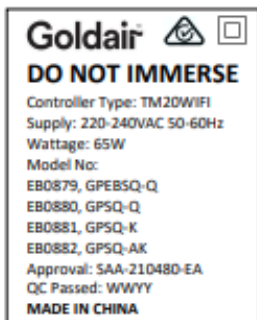 Goldair
DO NOT IMMERSE
Controller Type: TM20WIFI
Supply: 220-240VAC 50-60Hz
Wattage: 65W
Model No:
EB0879, GPEBSQ-Q
EB0880, GPSQ-Q
EB0881, GPSQ-K
EB0882, GPSQ-AK
Approval: SAA-210480-EA
QC Passed: WWYY
MADE IN CHINA